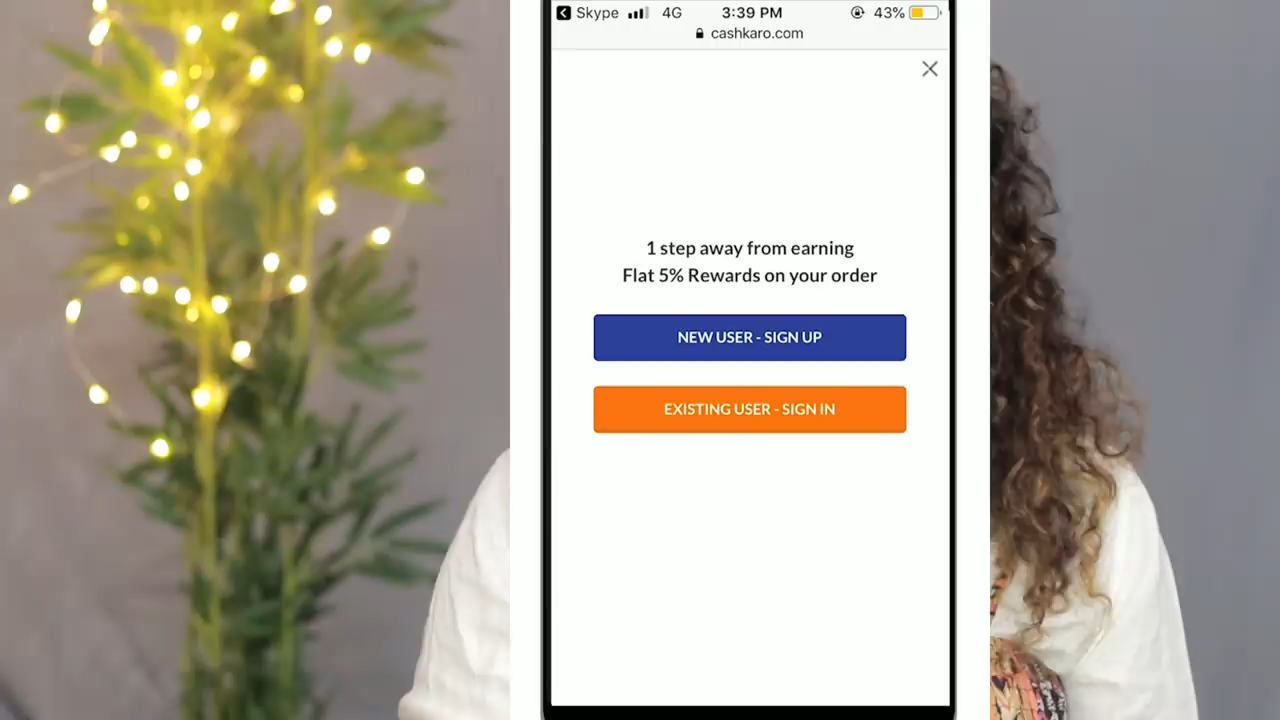 Skype 4G 3:39 PM 43%
cashkaro.com
1 step away from earning
Flat 5% Rewards on your order
NEW USER - SIGN UP
EXISTING USER - SIGN IN